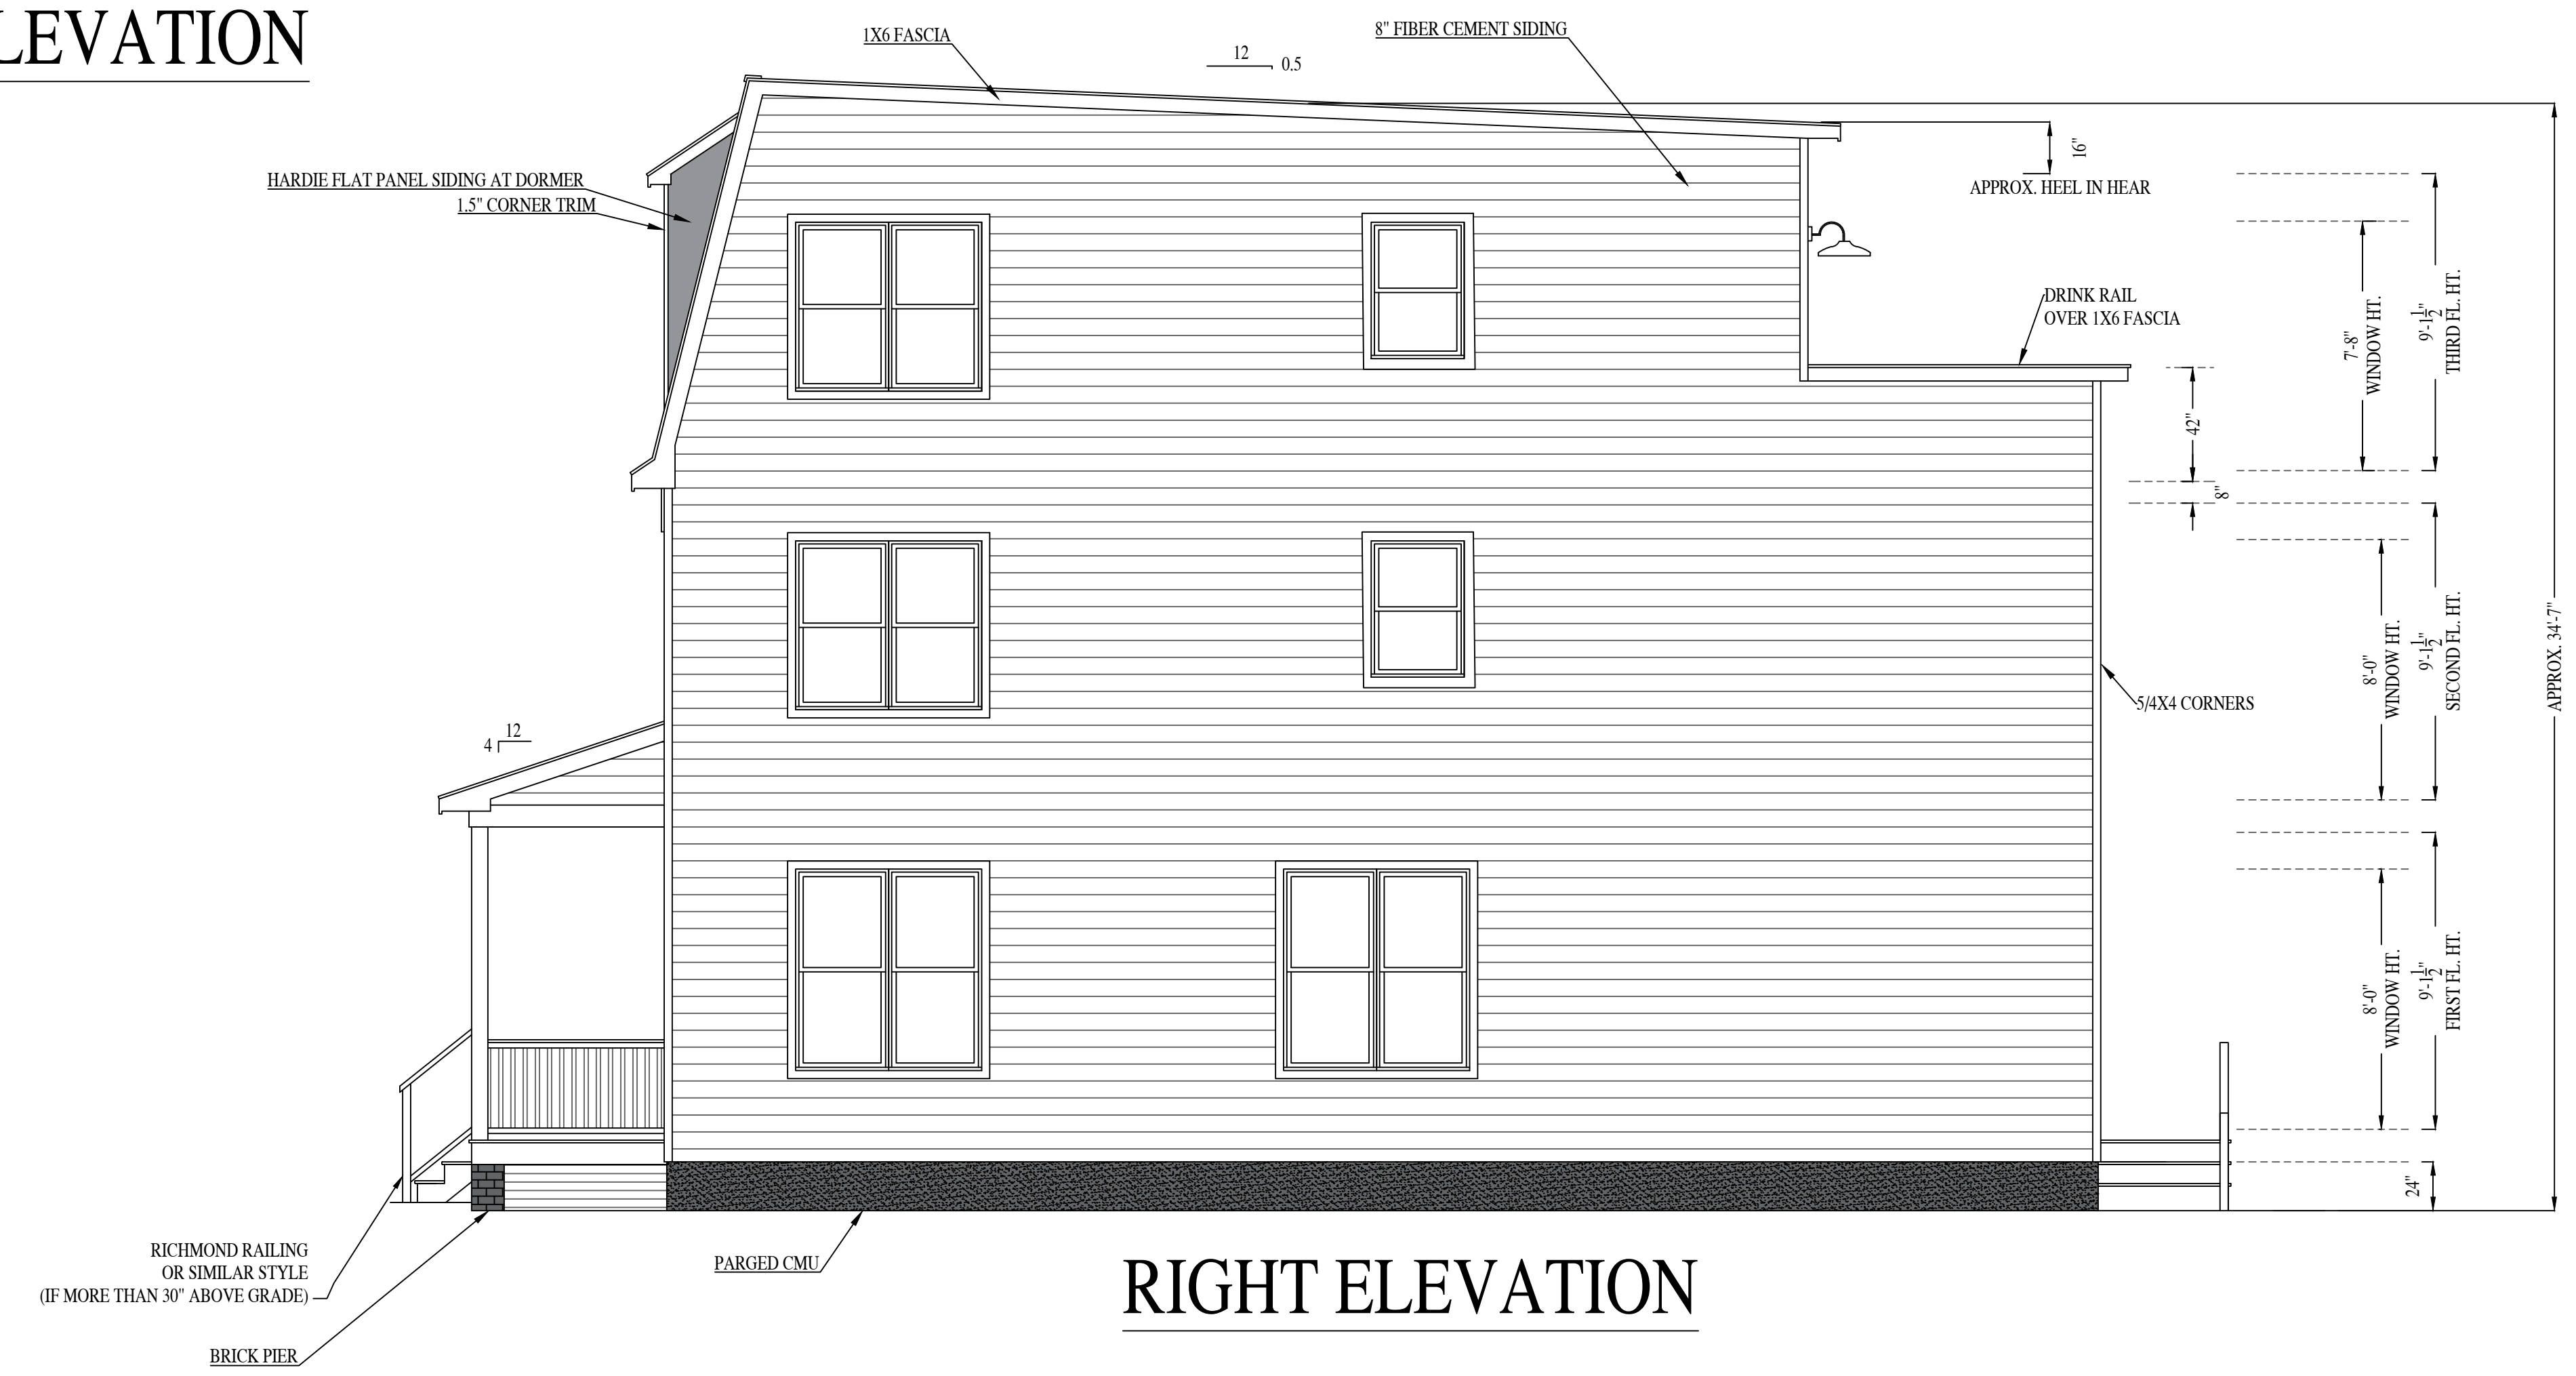 LEVATION
1X6 FASCIA
12
0.5
8" FIBER CEMENT SIDING
HARDIE FLAT PANEL SIDING AT DORMER
1.5" CORNER TRIM
16"
APPROX. HEEL IN HEAR
DRINK RAIL
OVER 1X6 FASCIA
7'-8"
WINDOW HT.
9'-1 1/2"
THIRD FL. HT.
42"
8"
APPROX. 34'-7"
8'-0"
WINDOW HT.
9'-1 1/2"
SECOND FL. HT.
5/4X4 CORNERS
12
4
8'-0"
WINDOW HT.
9'-1 1/2"
FIRST FL. HT.
24"
RICHMOND RAILING
OR SIMILAR STYLE
(IF MORE THAN 30" ABOVE GRADE)
PARGED CMU
BRICK PIER
RIGHT ELEVATION